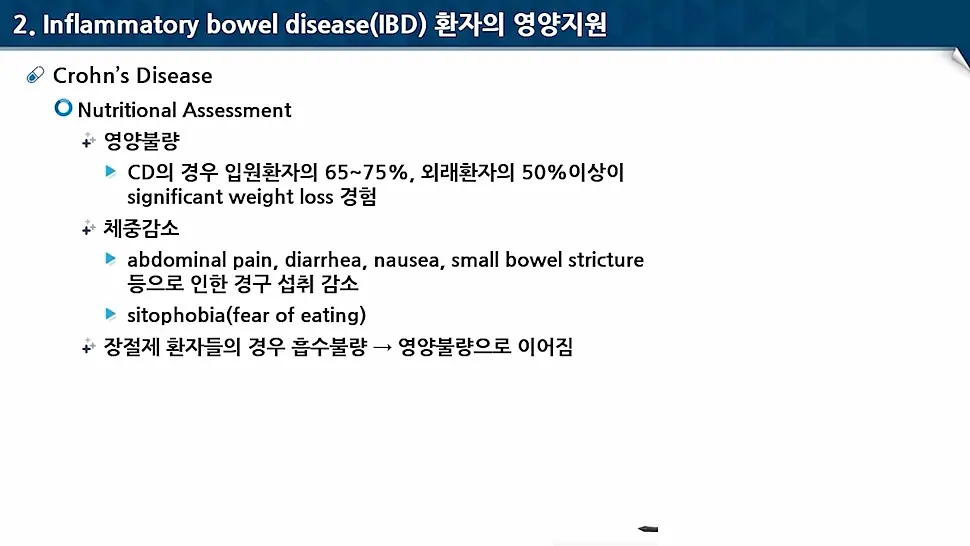 2. Inflammatory bowel disease(IBD) 환자의 영양지원
Crohn’s Disease
Nutritional Assessment
영양불량
CD의 경우 입원환자의 65~75%, 외래환자의 50%이상이
significant weight loss 경험
체중감소
abdominal pain, diarrhea, nausea, small bowel stricture
등으로 인한 경구 섭취 감소
sitophobia(fear of eating)
장절제 환자들의 경우 흡수불량 → 영양불량으로 이어짐